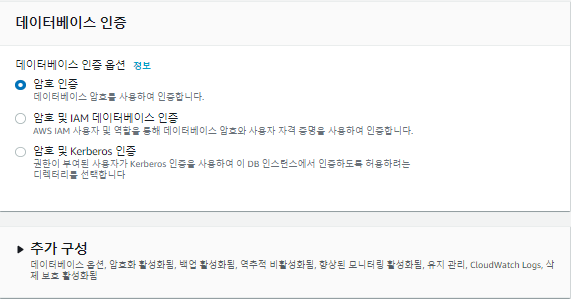 데이터베이스 인증
데이터베이스 인증 옵션 정보
암호 인증
데이터베이스 암호를 사용하여 인증합니다.
암호 및 IAM 데이터베이스 인증
AWS IAM 사용자 및 역할을 통해 데이터베이스 암호와 사용자 자격 증명을 사용하여 인증합니다.
암호 및 Kerberos 인증
권한이 부여된 사용자가 Kerberos 인증을 사용하여 이 DB 인스턴스에서 인증하도록 허용하려는
디렉터리를 선택합니다
추가 구성
데이터베이스 옵션, 암호화 활성화됨, 백업 활성화됨, 역추적 비활성화됨, 향상된 모니터링 활성화됨, 유지 관리, CloudWatch Logs, 삭
제 보호 활성화됨